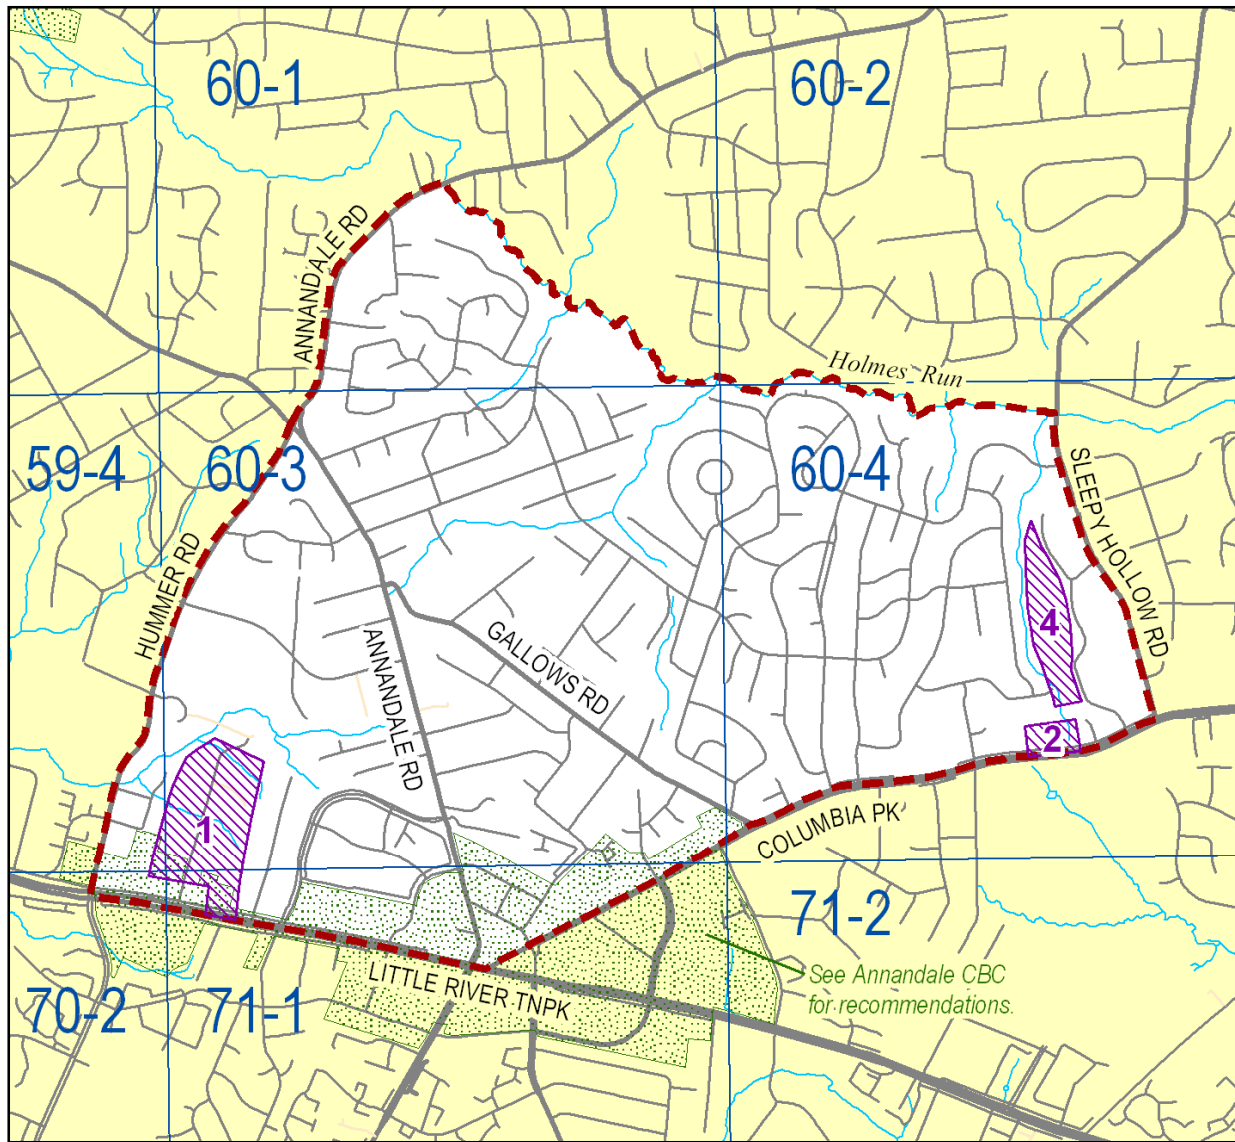 60-1
60-2
ANNANDALE RD
Holmes Run
59-4
60-3
60-4
SLEEPY HOLLOW RD
HUMMER RD
4
GALLOWS RD
ANNANDALE RD
2
1
COLUMBIA PK
71-2
See Annandale CBC
for recommendations.
LITTLE RIVER TNPK
70-2
71-1